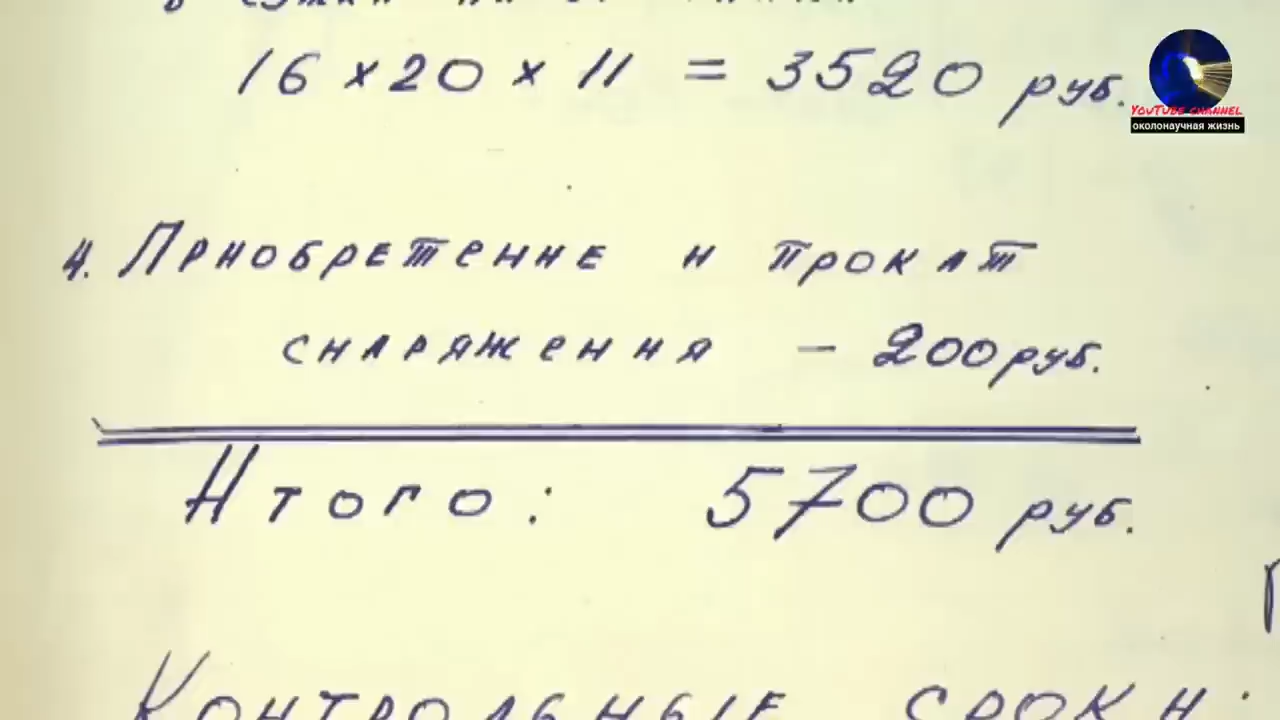 16 x 20 x 11 = 3520 руб.
YouTube channel
околонаучная жизнь
4. Приобретение и прокат
снаряжения - 200 руб.
Итого: 5700 руб.
Контрольные сроки: